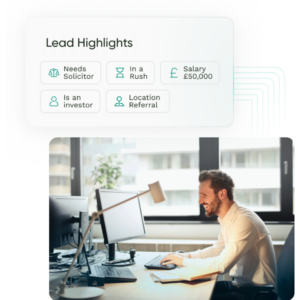 Lead Highlights
Needs
Solicitor
In a
Rush
Salary
£50,000
Is an
investor
Location
Referral